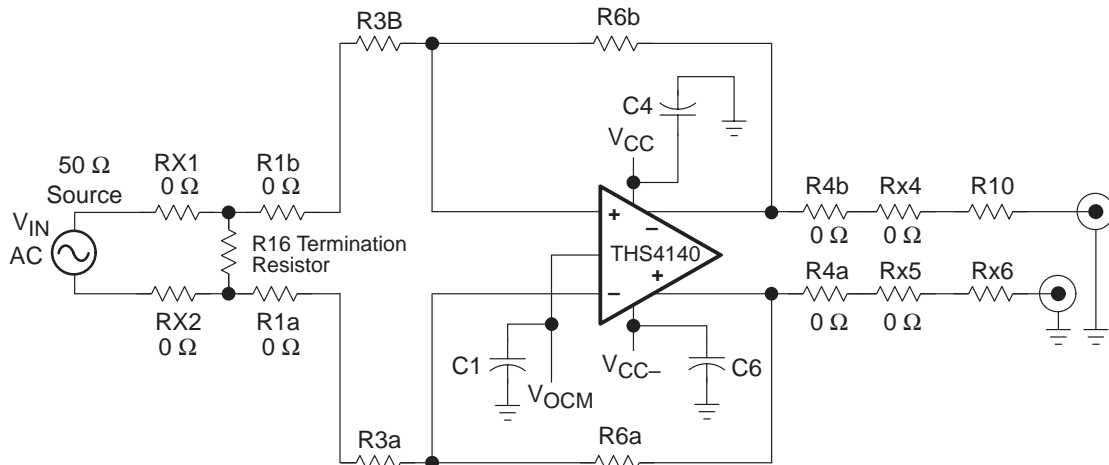 R3B
R6b
C4
VCC
50 Ω
Source
RX1
0 Ω
R1b
0 Ω
R4b
0 Ω
Rx4
0 Ω
R10
VIN
AC
R16 Termination
Resistor
+
–
THS4140
+
–
RX2
0 Ω
R1a
0 Ω
R4a
0 Ω
Rx5
0 Ω
Rx6
C1
VOCM
VCC–
C6
R3a
R6a